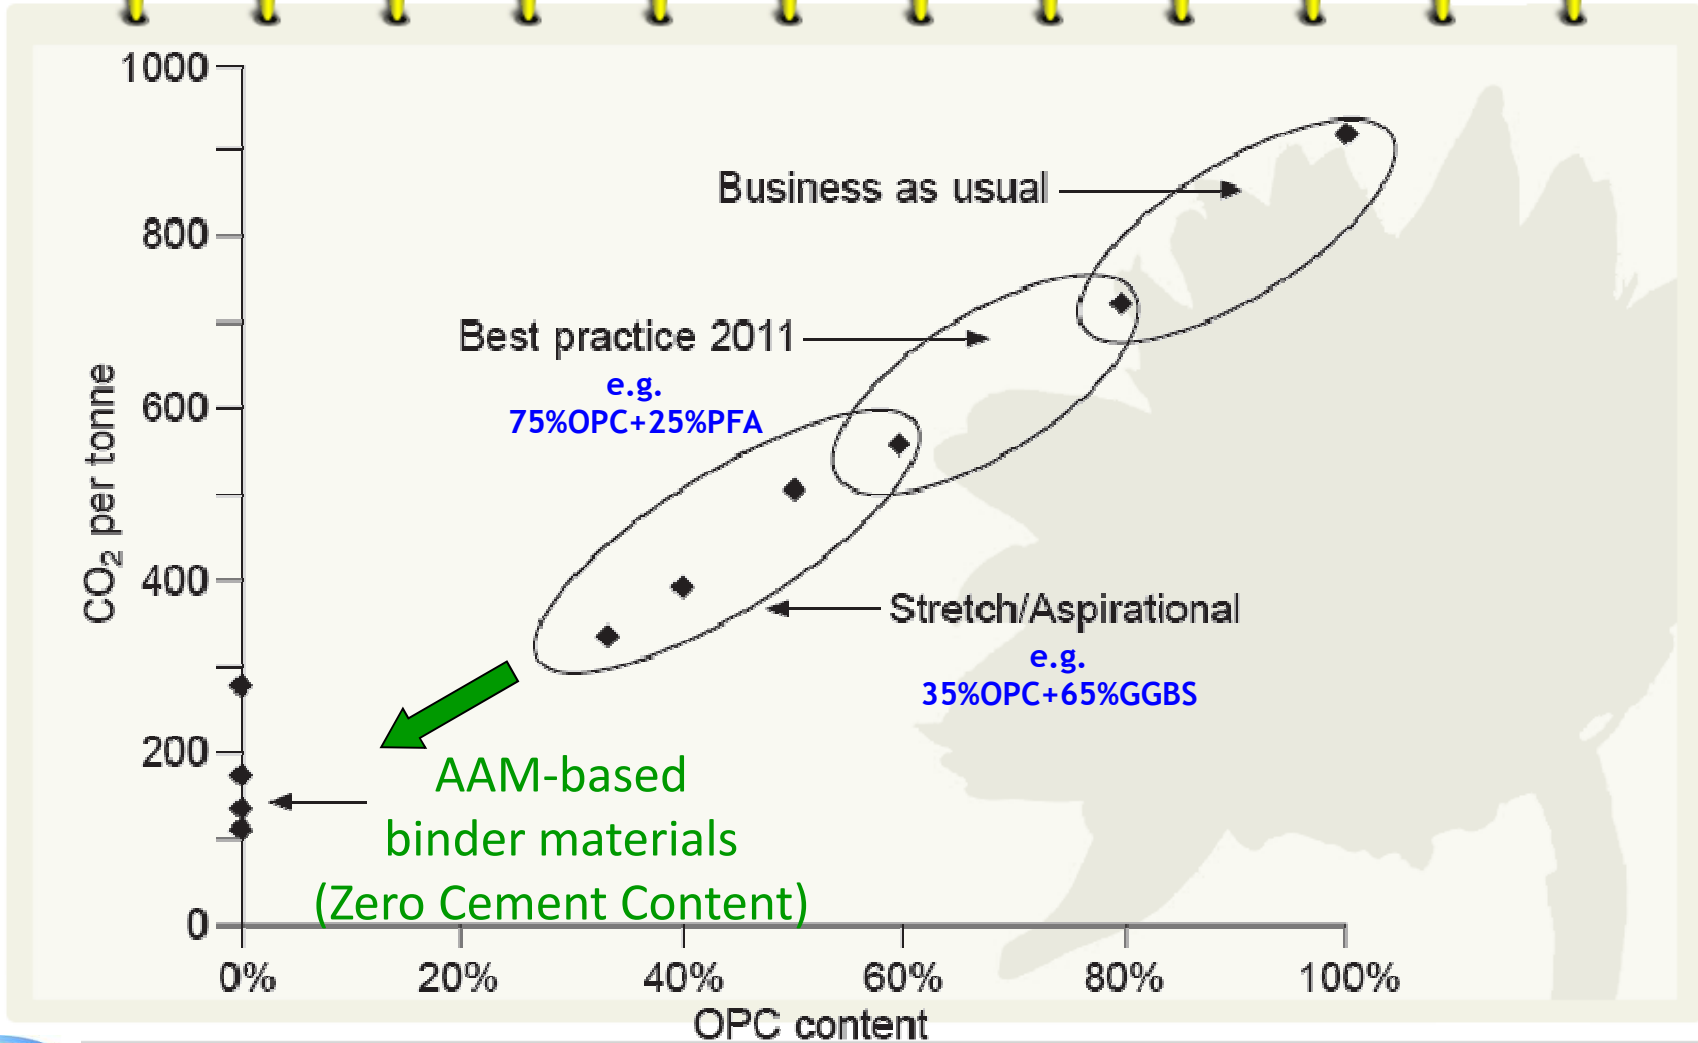 1000
800
600
400
200
0
CO₂ per tonne
Business as usual
Best practice 2011
e.g.
75%OPC+25%PFA
Stretch/Aspirational
e.g.
35%OPC+65%GGBS
AAM-based
binder materials
(Zero Cement Content)
0% 20% 40% 60% 80% 100%
OPC content